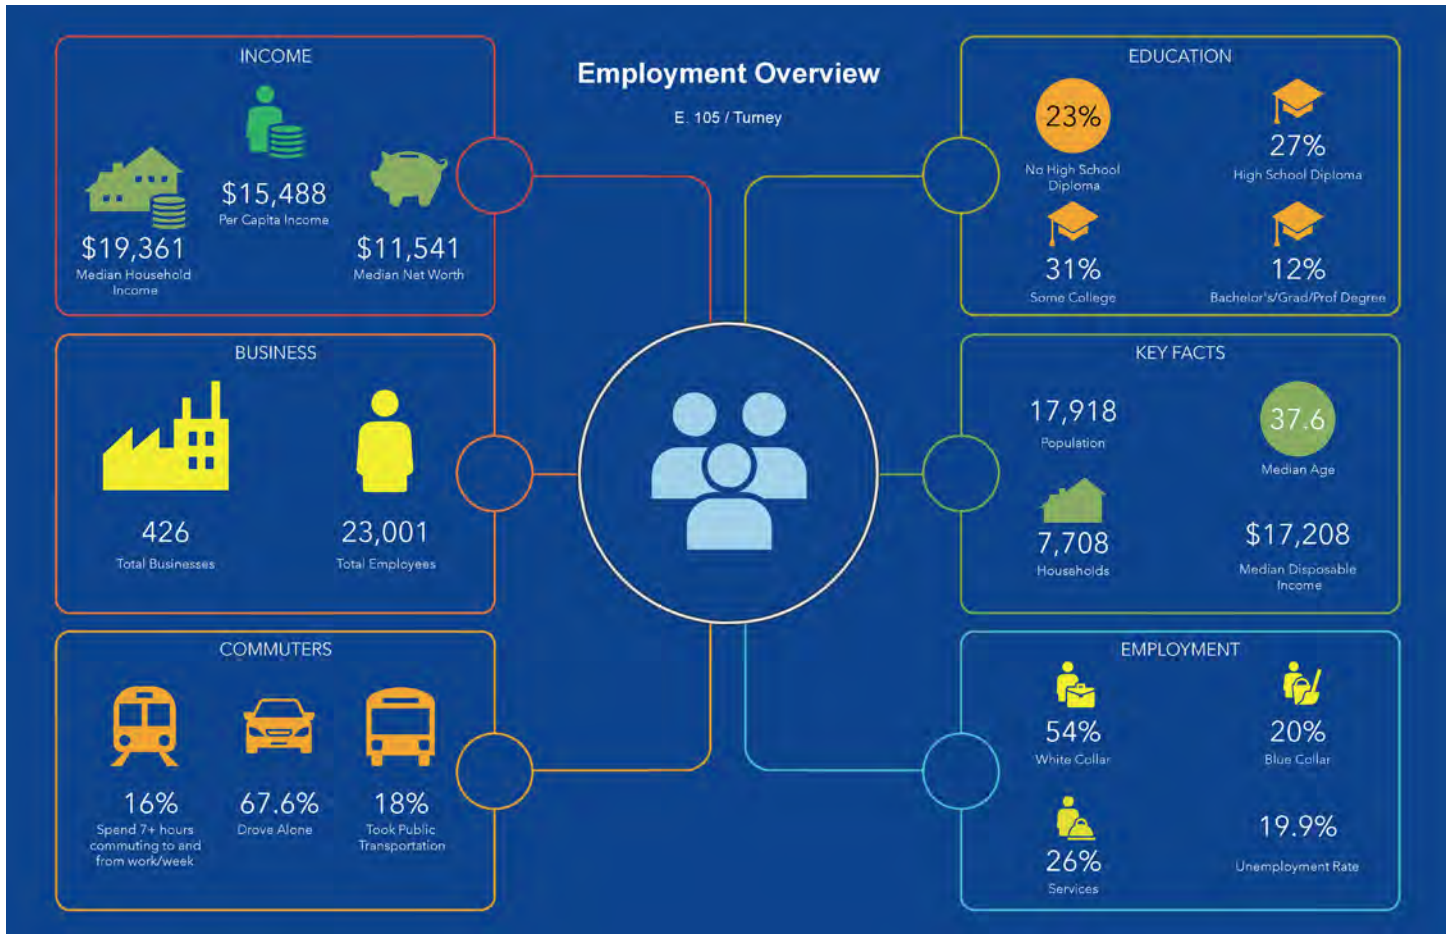 Employment Overview
E. 105 / Turney
INCOME
$15,488
Per Capita Income
$19,361
Median Household
Income
$11,541
Median Net Worth
EDUCATION
23%
No High School
Diploma
27%
High School Diploma
31%
Some College
12%
Bachelor's/Grad/Prof Degree
BUSINESS
426
Total Businesses
23,001
Total Employees
KEY FACTS
17,918
Population
37.6
Median Age
7,708
Households
$17,208
Median Disposable
Income
COMMUTERS
16%
Spend 7+ hours
commuting to and
from work/week
67.6%
Drove Alone
18%
Took Public
Transportation
EMPLOYMENT
54%
White Collar
20%
Blue Collar
26%
Services
19.9%
Unemployment Rate